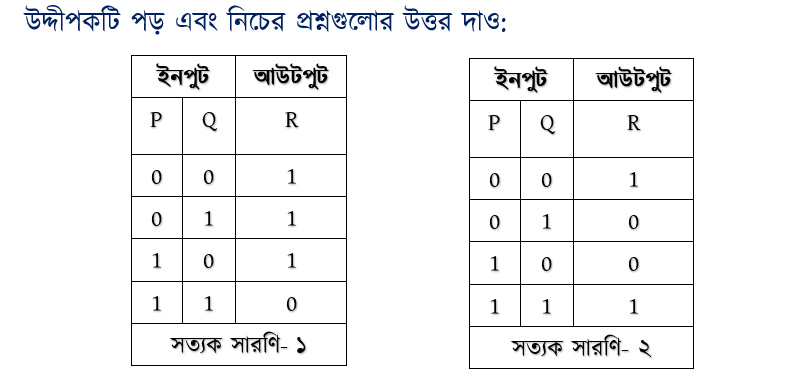 উদ্দীপকটি পড় এবং নিচের প্রশ্নগুলোর উত্তর দাও:
ইনপুট আউটপুট
P Q R
0 0 1
0 1 1
1 0 1
1 1 0
সত্যক সারণি- ১
ইনপুট আউটপুট
P Q R
0 0 1
0 1 0
1 0 0
1 1 1
সত্যক সারণি- ২